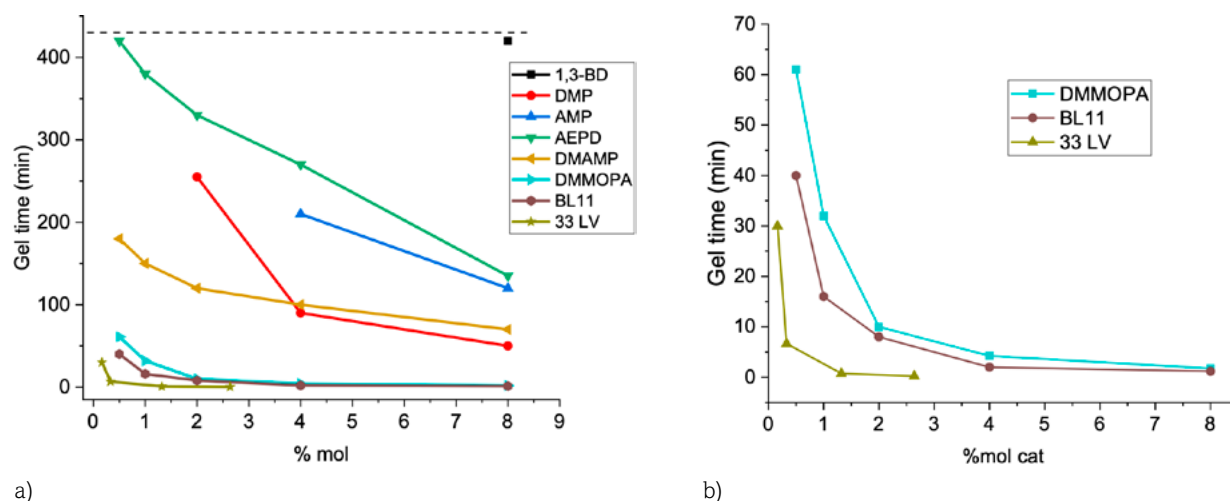 400
300
200
100
0
Gel time (min)
0 1 2 3 4 5 6 7 8 9
% mol
1,3-BD
DMP
AMP
AEPD
DMAMP
DMMOPA
BL11
33 LV
a)
70
60
50
40
30
20
10
0
Gel time (min)
0 1 2 3 4 5 6 7 8
%mol cat
DMMOPA
BL11
33 LV
b)